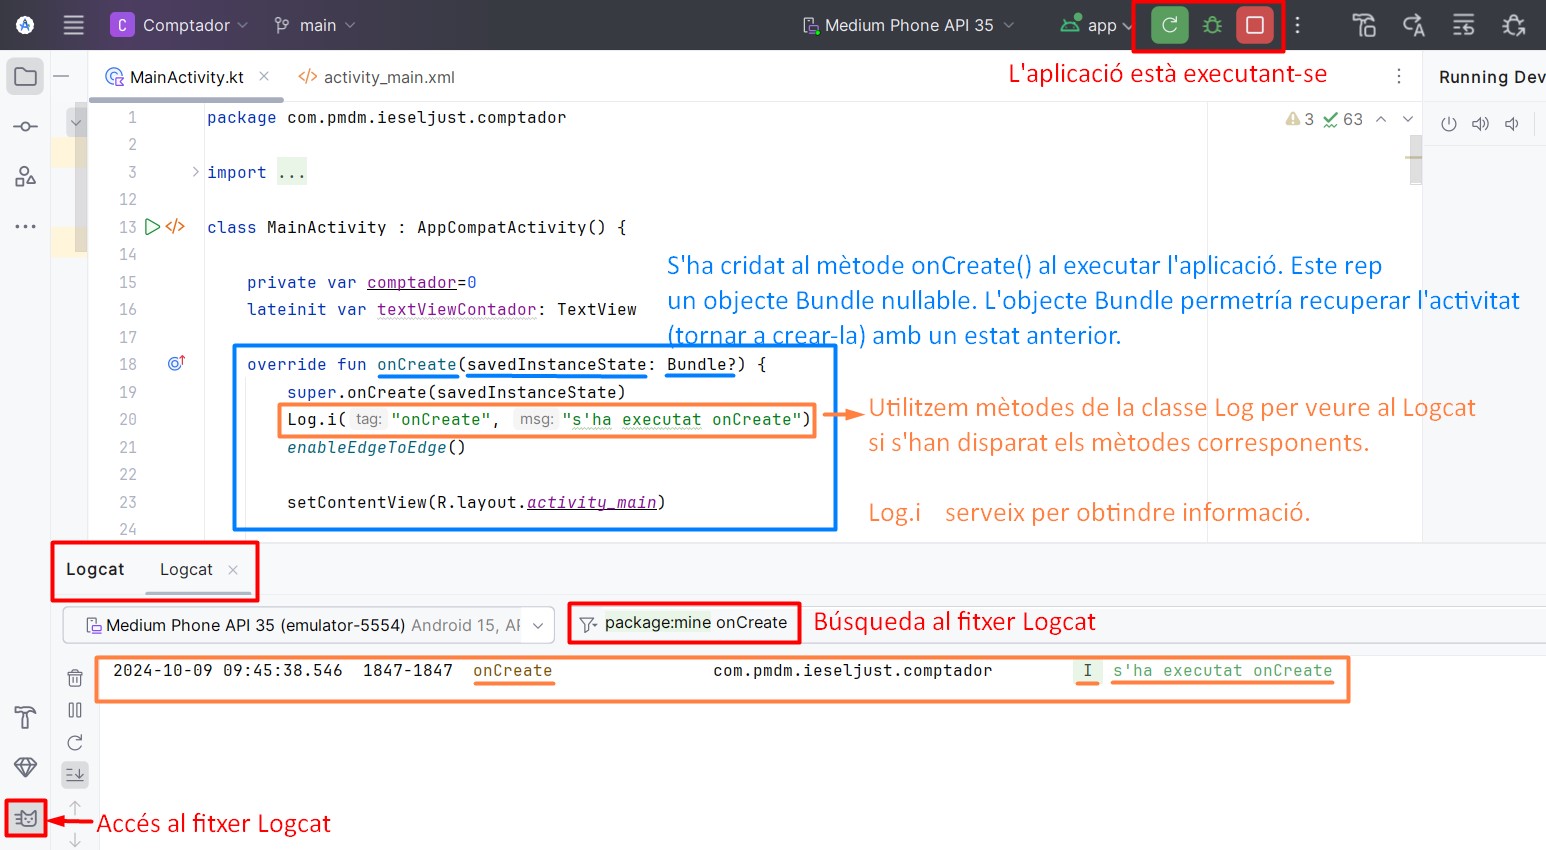 C Comptador main Medium Phone API 35 app
L'aplicació està executant-se
MainActivity.kt activity_main.xml Running Dev
1 package com.pmdm.ieseljust.comptador 3 63
2
3 import ...
12
13 class MainActivity : AppCompatActivity() {
14
S'ha cridat al mètode onCreate() al executar l'aplicació. Este rep
15 private var comptador=0
un objecte Bundle nullable. L'objecte Bundle permetría recuperar l'activitat
16 lateinit var textViewContador: TextView
(tornar a crear-la) amb un estat anterior.
17
18 override fun onCreate(savedInstanceState: Bundle?) {
19 super.onCreate(savedInstanceState)
20 Log.i( tag: "onCreate", msg: "s'ha executat onCreate")
Utilitzem mètodes de la classe Log per veure al Logcat
si s'han disparat els mètodes corresponents.
21 enableEdgeToEdge()
22
23 setContentView(R.layout.activity_main)
Log.i serveix per obtindre informació.
24
Logcat Logcat
Medium Phone API 35 (emulator-5554) Android 15, AP
package:mine onCreate
Búsqueda al fitxer Logcat
2024-10-09 09:45:38.546 1847-1847 onCreate com.pmdm.ieseljust.comptador I s'ha executat onCreate
Accés al fitxer Logcat